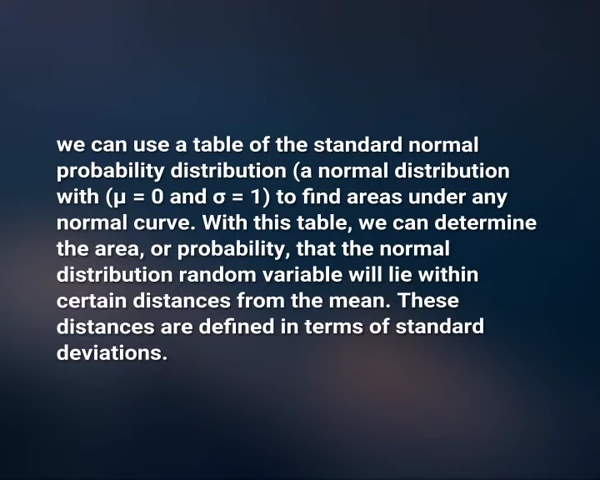 we can use a table of the standard normal
probability distribution (a normal distribution
with (μ = 0 and σ = 1) to find areas under any
normal curve. With this table, we can determine
the area, or probability, that the normal
distribution random variable will lie within
certain distances from the mean. These
distances are defined in terms of standard
deviations.